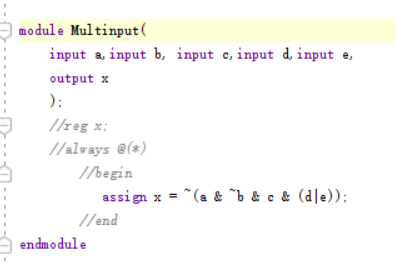 module Multinput(
input a,input b, input c,input d,input e,
output x
);
//reg x;
//always @(*)
//begin
assign x = ~(a & ~b & c & (d|e));
//end
endmodule